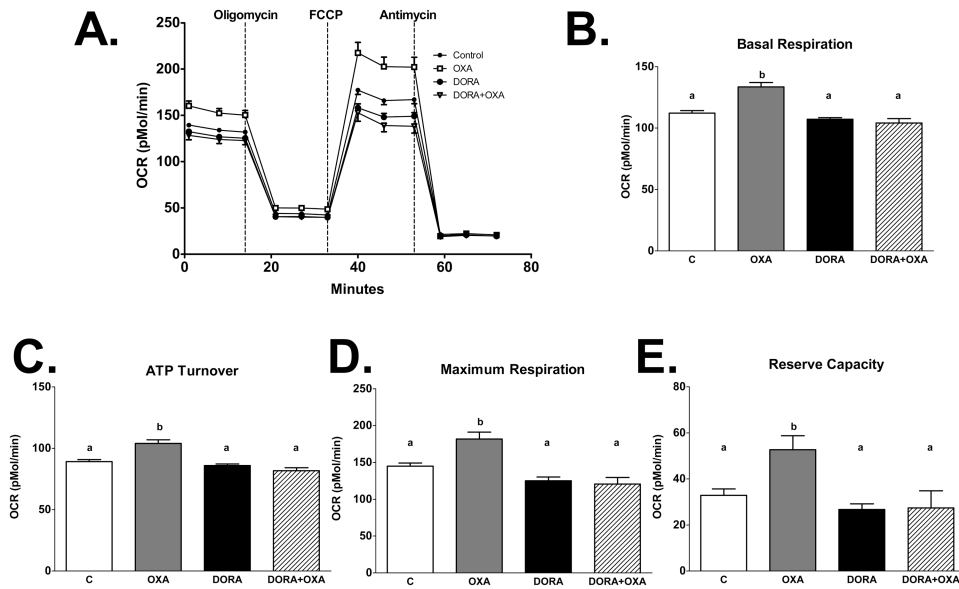 A.
Oligomycin FCCP Antimycin
250
200
150
100
50
0
OCR (pMol/min)
0 20 40 60 80
Minutes
Control
OXA
DORA
DORA+OXA
B.
Basal Respiration
150
100
50
0
OCR (pMol/min)
a b a a
C OXA DORA DORA+OXA
C.
ATP Turnover
150
100
50
0
OCR (pMol/min)
a b a a
C OXA DORA DORA+OXA
D.
Maximum Respiration
250
200
150
100
50
0
OCR (pMol/min)
a b a a
C OXA DORA DORA+OXA
E.
Reserve Capacity
80
60
40
20
0
OCR (pMol/min)
a b a a
C OXA DORA DORA+OXA